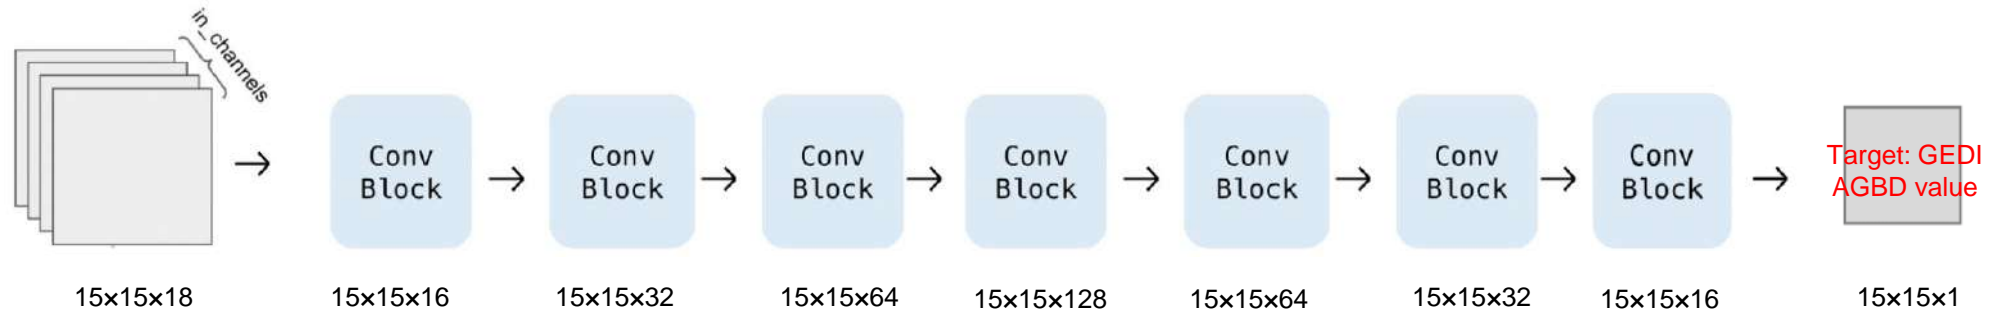 in_channels
Conv
Block
Conv
Block
Conv
Block
Conv
Block
Conv
Block
Conv
Block
Conv
Block
Target: GEDI
AGBD value
15×15×18
15×15×16
15×15×32
15×15×64
15×15×128
15×15×64
15×15×32
15×15×16
15×15×1